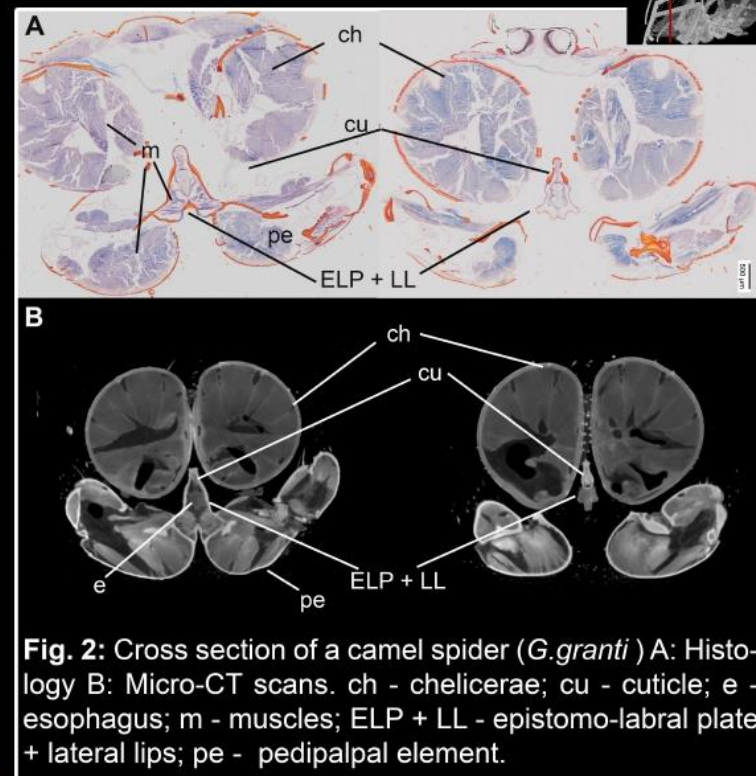 A
ch
cu
m
pe
ELP + LL
500 µm
B
ch
cu
e
ELP + LL
pe
Fig. 2: Cross section of a camel spider (G.granti ) A: Histo-
logy B: Micro-CT scans. ch - chelicerae; cu - cuticle; e -
esophagus; m - muscles; ELP + LL - epistomo-labral plate
+ lateral lips; pe - pedipalpal element.